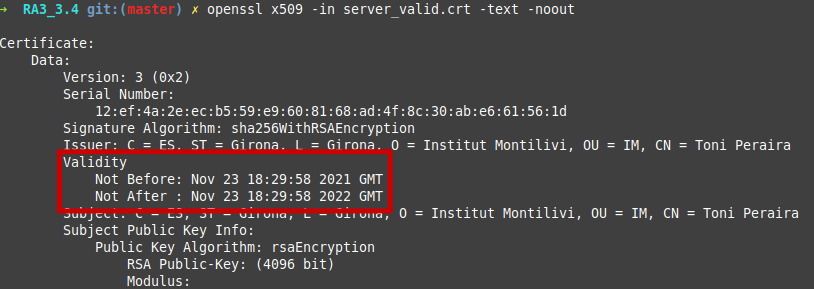 → RA3_3.4 git:(master) ✗ openssl x509 -in server_valid.crt -text -noout
Certificate:
Data:
Version: 3 (0x2)
Serial Number:
12:ef:4a:2e:ec:b5:59:e9:60:81:68:ad:4f:8c:30:ab:e6:61:56:1d
Signature Algorithm: sha256WithRSAEncryption
Issuer: C = ES, ST = Girona, L = Girona, O = Institut Montilivi, OU = IM, CN = Toni Peraira
Validity
Not Before: Nov 23 18:29:58 2021 GMT
Not After : Nov 23 18:29:58 2022 GMT
Subject: C = ES, ST = Girona, L = Girona, O = Institut Montilivi, OU = IM, CN = Toni Peraira
Subject Public Key Info:
Public Key Algorithm: rsaEncryption
RSA Public-Key: (4096 bit)
Modulus: